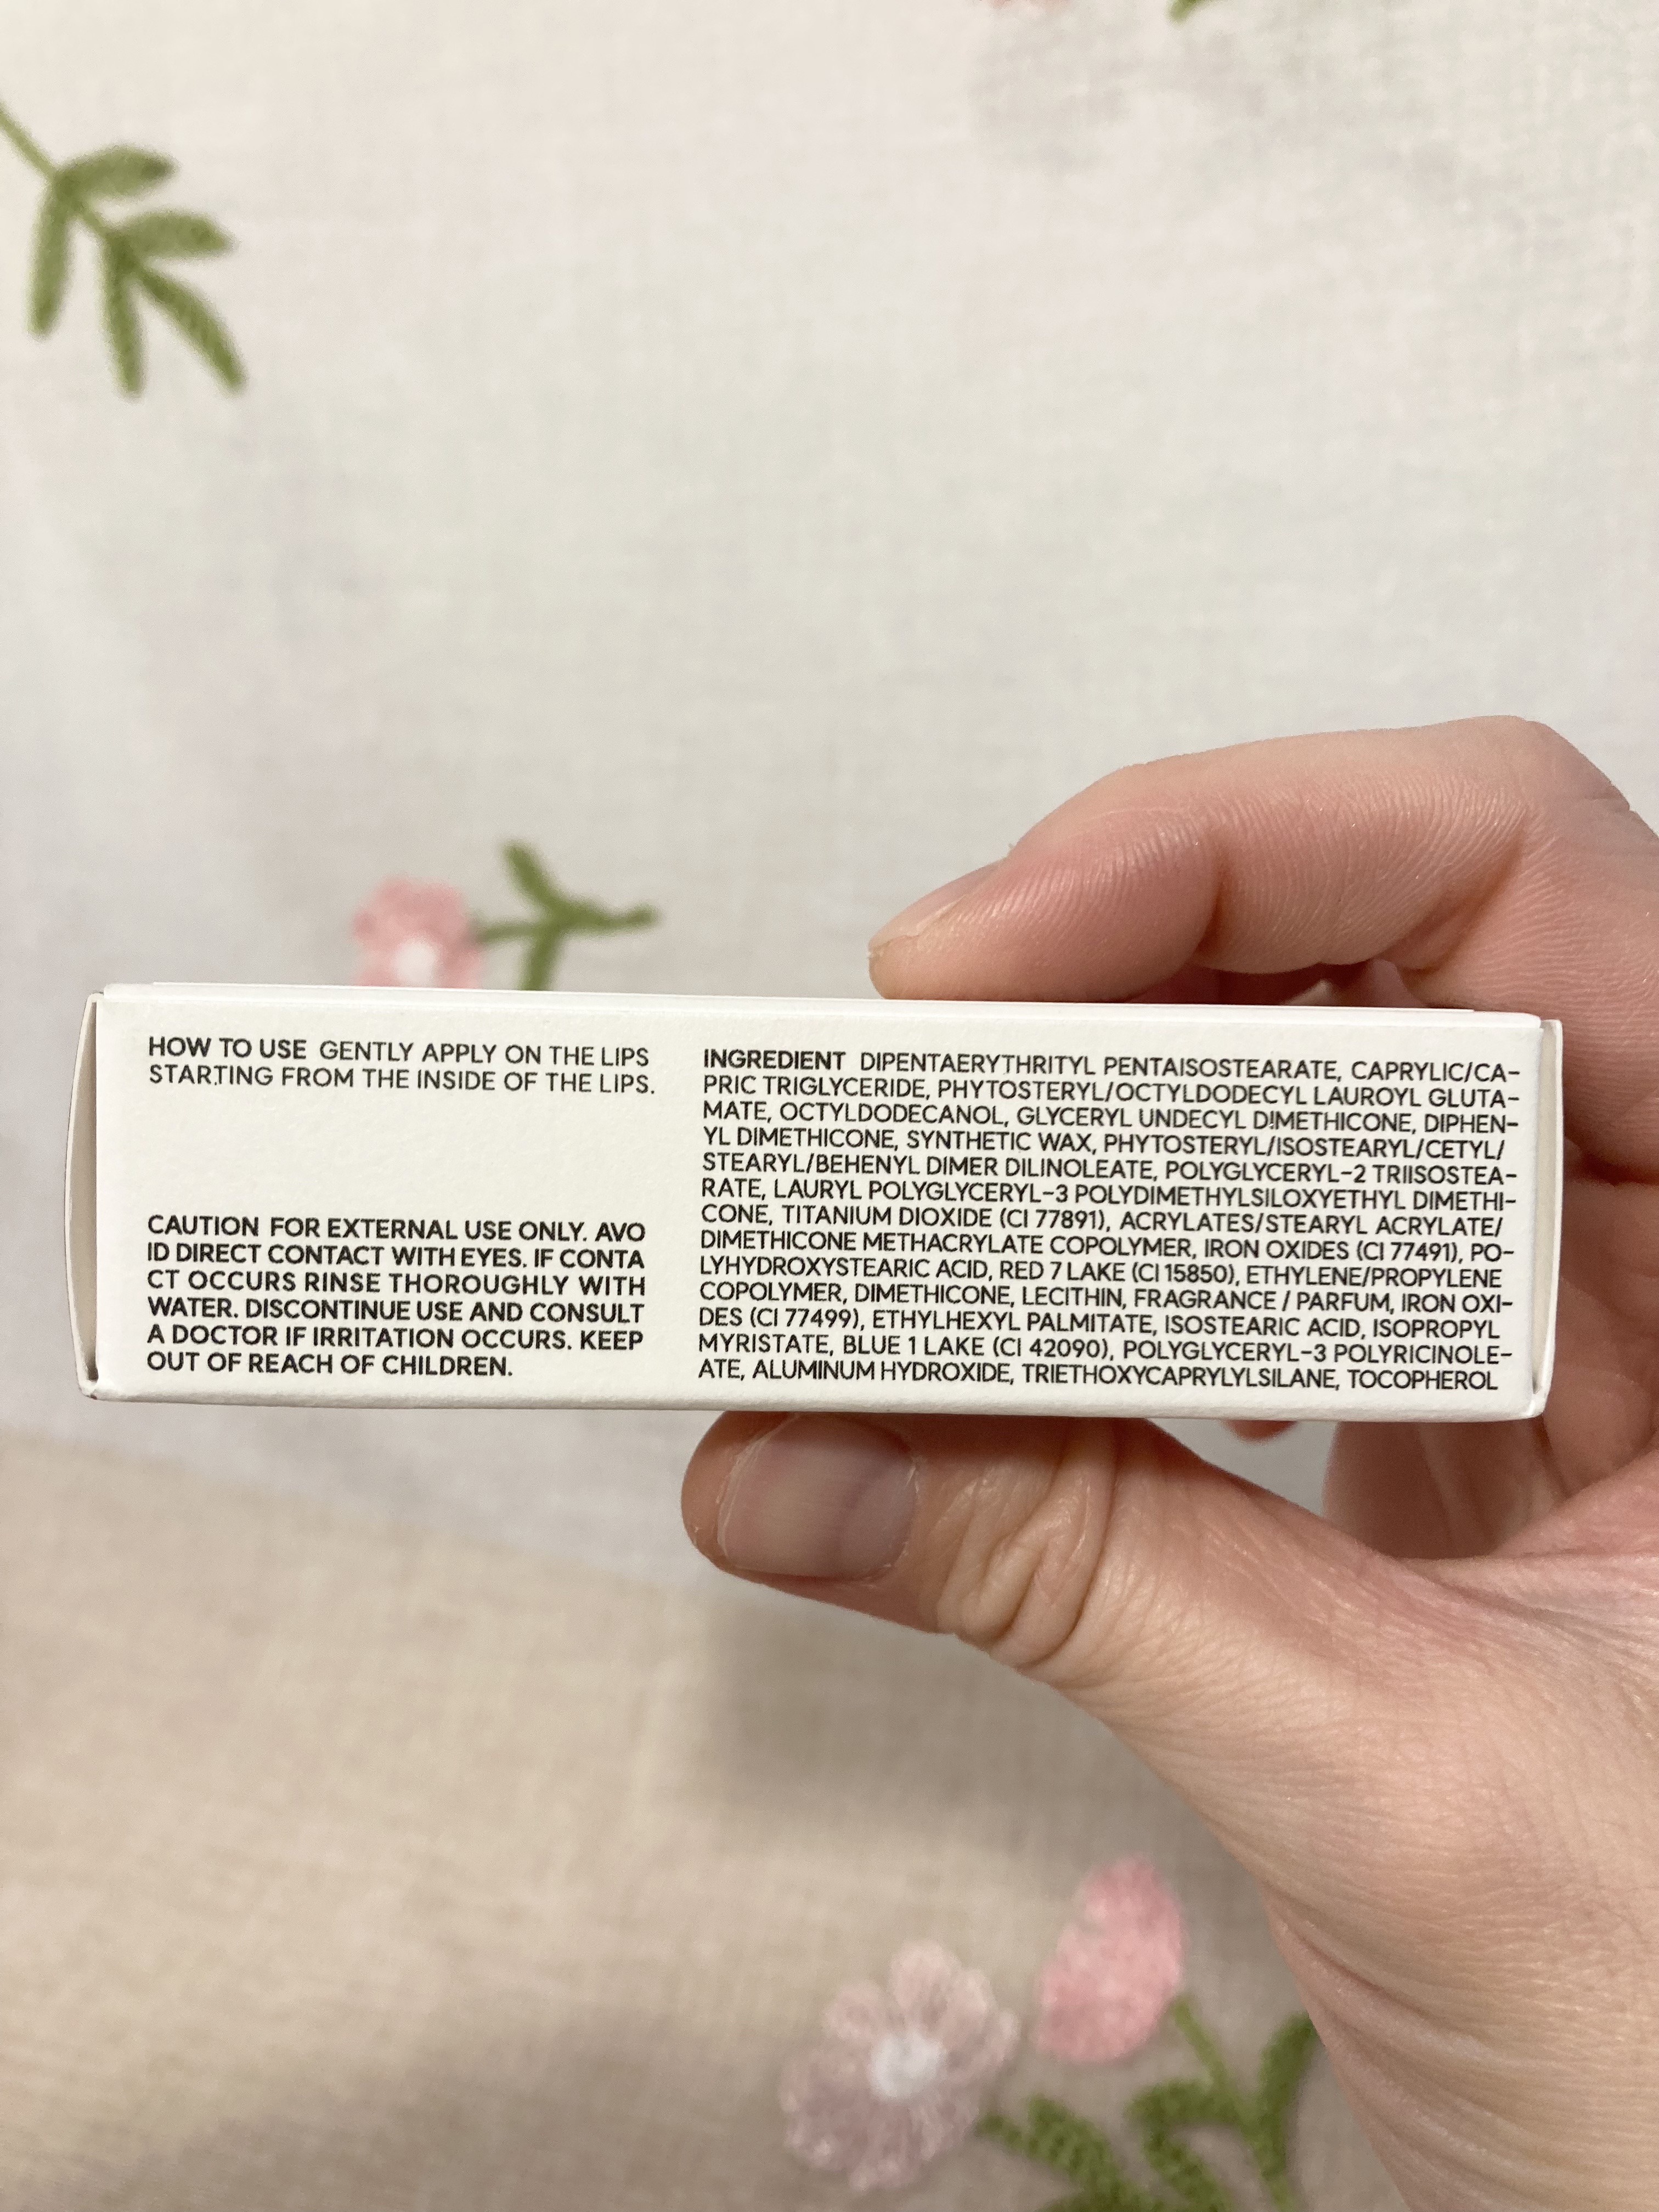 HOW TO USE GENTLY APPLY ON THE LIPS
STARTING FROM THE INSIDE OF THE LIPS.
CAUTION FOR EXTERNAL USE ONLY. AVO
ID DIRECT CONTACT WITH EYES. IF CONTA
CT OCCURS RINSE THOROUGHLY WITH
WATER. DISCONTINUE USE AND CONSULT
A DOCTOR IF IRRITATION OCCURS. KEEP
OUT OF REACH OF CHILDREN.
INGREDIENT DIPENTAERYTHRITYL PENTAISOSTEARATE, CAPRYLIC/CA-
PRIC TRIGLYCERIDE, PHYTOSTERYL/OCTYLDODECYL LAUROYL GLUTA-
MATE, OCTYLDODECANOL, GLYCERYL UNDECYL DIMETHICONE, DIPHEN-
YL DIMETHICONE, SYNTHETIC WAX, PHYTOSTERYL/ISOSTEARYL/CETYL/
STEARYL/BEHENYL DIMER DILINOLEATE, POLYGLYCERYL-2 TRIISOSTEA-
RATE, LAURYL POLYGLYCERYL-3 POLYDIMETHYLSILOXYETHYL DIMETHI-
CONE, TITANIUM DIOXIDE (CI 77891), ACRYLATES/STEARYL ACRYLATE/
DIMETHICONE METHACRYLATE COPOLYMER, IRON OXIDES (CI 77491), PO-
LYHYDROXYSTEARIC ACID, RED 7 LAKE (CI 15850), ETHYLENE/PROPYLENE
COPOLYMER, DIMETHICONE, LECITHIN, FRAGRANCE / PARFUM, IRON OXI-
DES (CI 77499), ETHYLHEXYL PALMITATE, ISOSTEARIC ACID, ISOPROPYL
MYRISTATE, BLUE 1 LAKE (CI 42090), POLYGLYCERYL-3 POLYRICINOLE-
ATE, ALUMINUM HYDROXIDE, TRIETHOXYCAPRYLYLSILANE, TOCOPHEROL